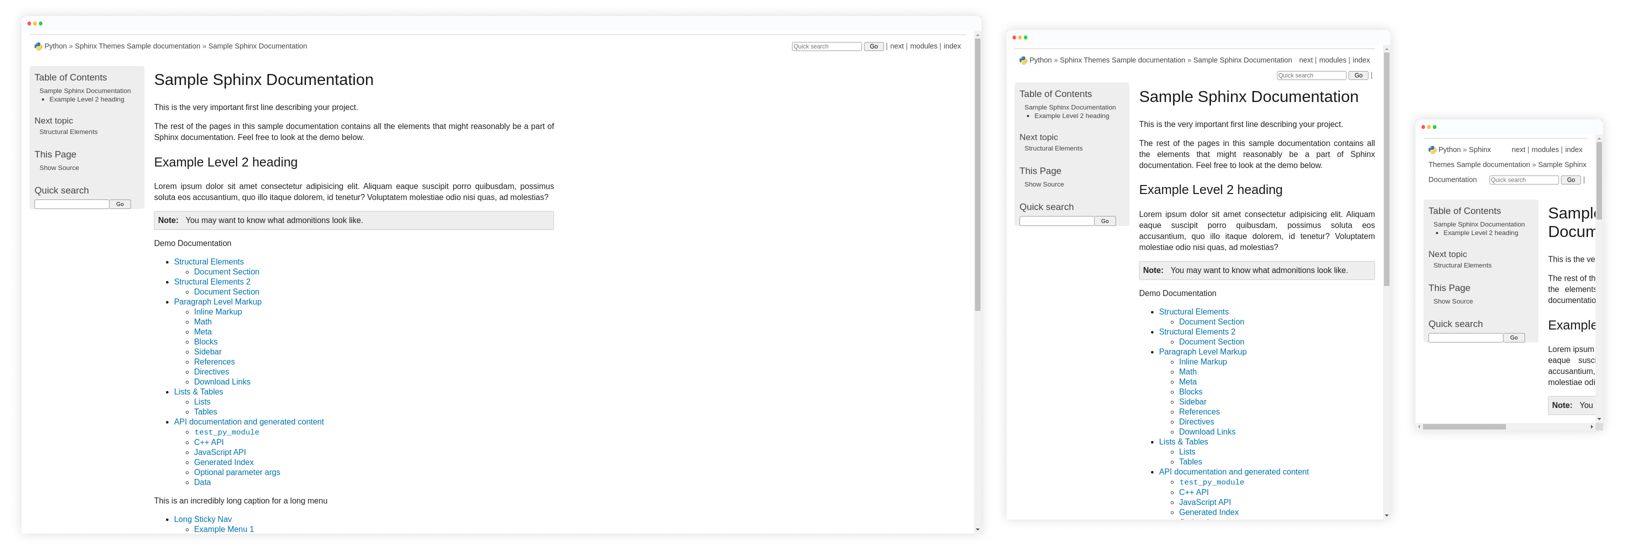 Python » Sphinx Themes Sample documentation » Sample Sphinx Documentation
Quick search Go | next | modules | index
Table of Contents
Sample Sphinx Documentation
Example Level 2 heading
Next topic
Structural Elements
This Page
Show Source
Quick search
Go
Sample Sphinx Documentation
This is the very important first line describing your project.
The rest of the pages in this sample documentation contains all the elements that might reasonably be a part of
Sphinx documentation. Feel free to look at the demo below.
Example Level 2 heading
Lorem ipsum dolor sit amet consectetur adipisicing elit. Aliquam eaque suscipit porro quibusdam, possimus
soluta eos accusantium, quo illo itaque dolorem, id tenetur? Voluptatem molestiae odio nisi quas, ad molestias?
Note: You may want to know what admonitions look like.
Demo Documentation
Structural Elements
Document Section
Structural Elements 2
Document Section
Paragraph Level Markup
Inline Markup
Math
Meta
Blocks
Sidebar
References
Directives
Download Links
Lists & Tables
Lists
Tables
API documentation and generated content
test_py_module
C++ API
JavaScript API
Generated Index
Optional parameter args
Data
This is an incredibly long caption for a long menu
Long Sticky Nav
Example Menu 1
Python » Sphinx Themes Sample documentation » Sample Sphinx Documentation next | modules | index
Quick search Go |
Table of Contents
Sample Sphinx Documentation
Example Level 2 heading
Next topic
Structural Elements
This Page
Show Source
Quick search
Go
Sample Sphinx Documentation
This is the very important first line describing your project.
The rest of the pages in this sample documentation contains all
the elements that might reasonably be a part of Sphinx
documentation. Feel free to look at the demo below.
Example Level 2 heading
Lorem ipsum dolor sit amet consectetur adipisicing elit. Aliquam
eaque suscipit porro quibusdam, possimus soluta eos
accusantium, quo illo itaque dolorem, id tenetur? Voluptatem
molestiae odio nisi quas, ad molestias?
Note: You may want to know what admonitions look like.
Demo Documentation
Structural Elements
Document Section
Structural Elements 2
Document Section
Paragraph Level Markup
Inline Markup
Math
Meta
Blocks
Sidebar
References
Directives
Download Links
Lists & Tables
Lists
Tables
API documentation and generated content
test_py_module
C++ API
JavaScript API
Generated Index
Python » Sphinx next | modules | index
Themes Sample documentation » Sample Sphinx
Documentation Quick search Go |
Table of Contents
Sample Sphinx Documentation
Example Level 2 heading
Next topic
Structural Elements
This Page
Show Source
Quick search
Go
Sample
Docum
This is the ve
The rest of th
the elements
documentatio
Example
Lorem ipsum
eaque susci
accusantium,
molestiae odi
Note: You